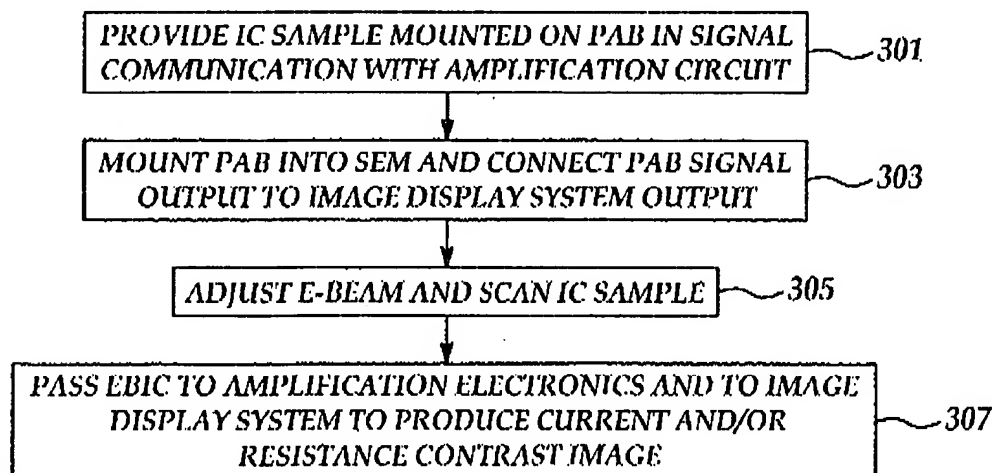 PROVIDE IC SAMPLE MOUNTED ON PAB IN SIGNAL
COMMUNICATION WITH AMPLIFICATION CIRCUIT
301
MOUNT PAB INTO SEM AND CONNECT PAB SIGNAL
OUTPUT TO IMAGE DISPLAY SYSTEM OUTPUT
303
ADJUST E-BEAM AND SCAN IC SAMPLE
305
PASS EBIC TO AMPLIFICATION ELECTRONICS AND TO IMAGE
DISPLAY SYSTEM TO PRODUCE CURRENT AND/OR
RESISTANCE CONTRAST IMAGE
307